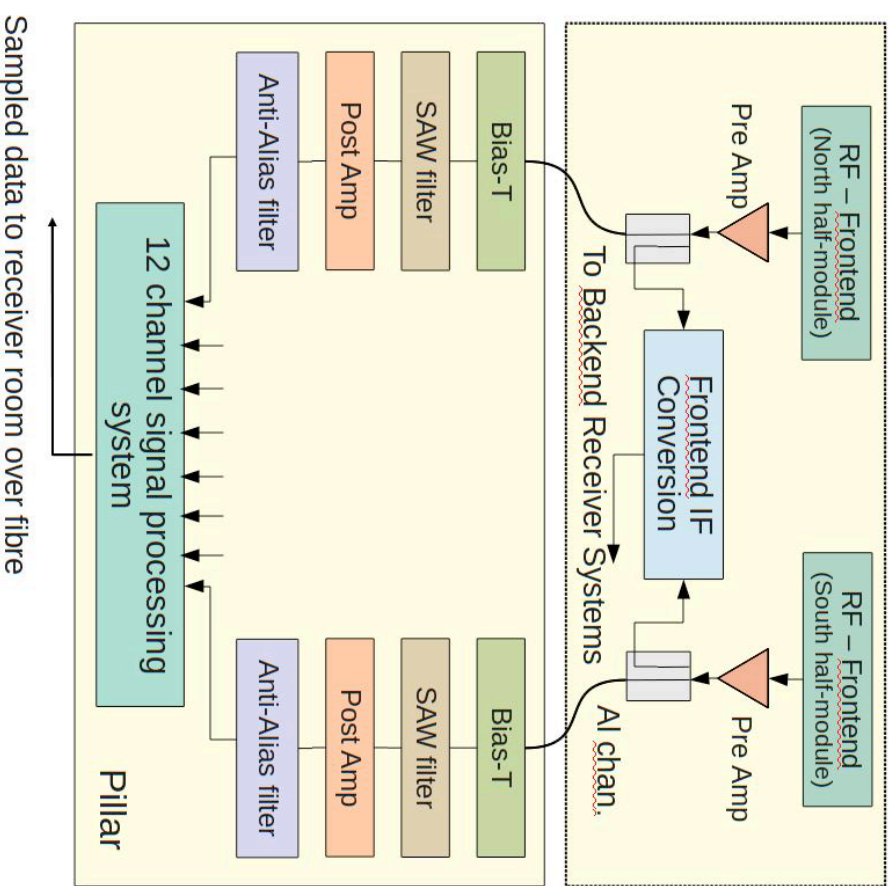 RF – Frontend
(North half-module)
RF – Frontend
(South half-module)
Pre Amp
Pre Amp
Frontend IF
Conversion
To Backend Receiver Systems
Al chan.
Bias-T
Bias-T
SAW filter
SAW filter
Post Amp
Post Amp
Anti-Alias filter
Anti-Alias filter
12 channel signal processing
system
Pillar
Sampled data to receiver room over fibre